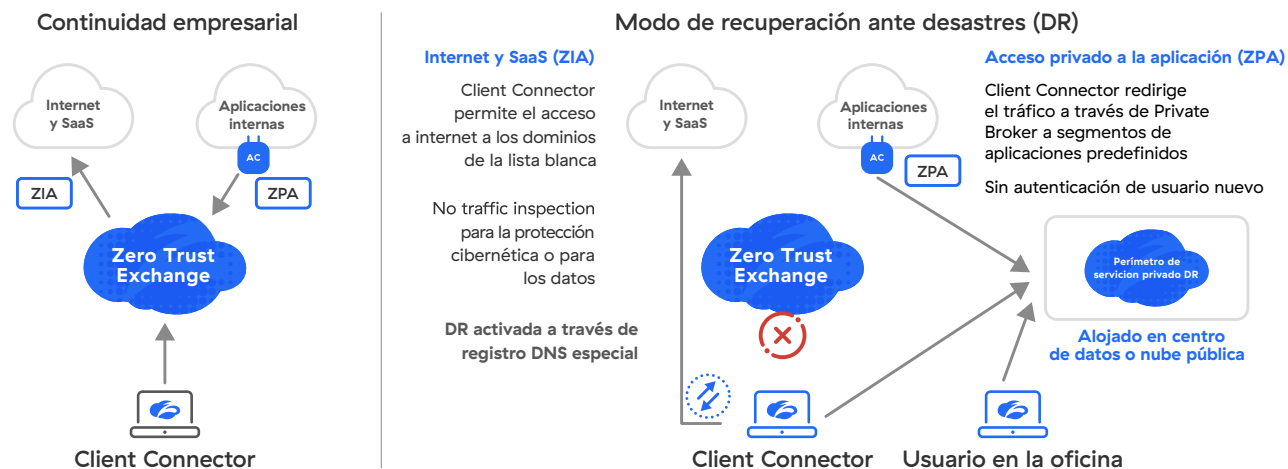 Continuidad empresarial
Internet
y SaaS
Aplicaciones
internas
AC
ZIA
ZPA
Zero Trust
Exchange
Client Connector
Modo de recuperación ante desastres (DR)
Internet y SaaS (ZIA)
Client Connector
permite el acceso
a internet a los dominios
de la lista blanca
No traffic inspection
para la protección
cibernética o para
los datos
DR activada a través de
registro DNS especial
Internet
y SaaS
Aplicaciones
internas
AC
ZPA
Zero Trust
Exchange
Client Connector
Usuario en la oficina
Acceso privado a la aplicación (ZPA)
Client Connector redirige
el tráfico a través de Private
Broker a segmentos de
aplicaciones predefinidos
Sin autenticación de usuario nuevo
Perímetro de
servicion privado DR
Alojado en centro
de datos o nube pública